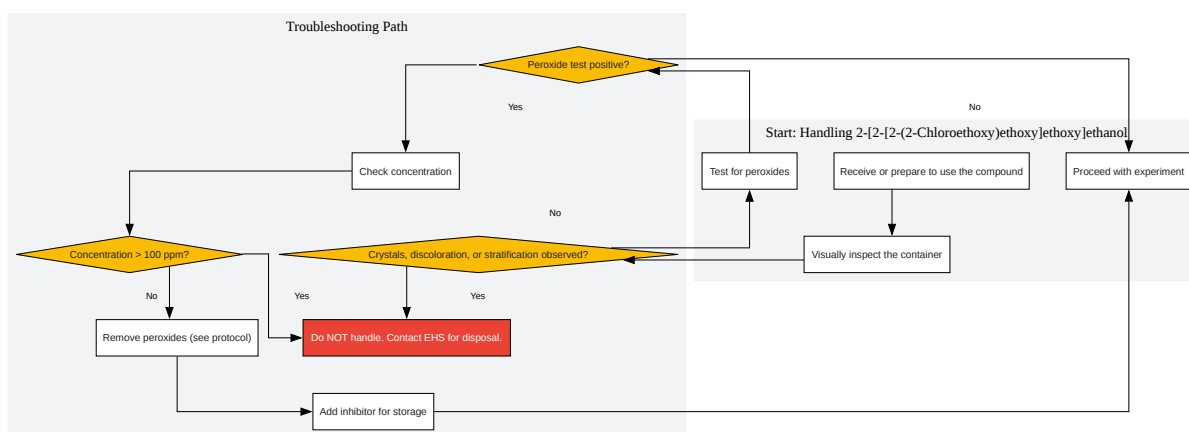 Troubleshooting Path
Peroxide test positive?
Yes
No
Start: Handling 2-[2-[2-(2-Chloroethoxy)ethoxy]ethoxy]ethanol
Check concentration
Test for peroxides
Receive or prepare to use the compound
Proceed with experiment
No
Concentration > 100 ppm?
Crystals, discoloration, or stratification observed?
Visually inspect the container
No
Yes
Yes
Remove peroxides (see protocol)
Do NOT handle. Contact EHS for disposal.
Add inhibitor for storage